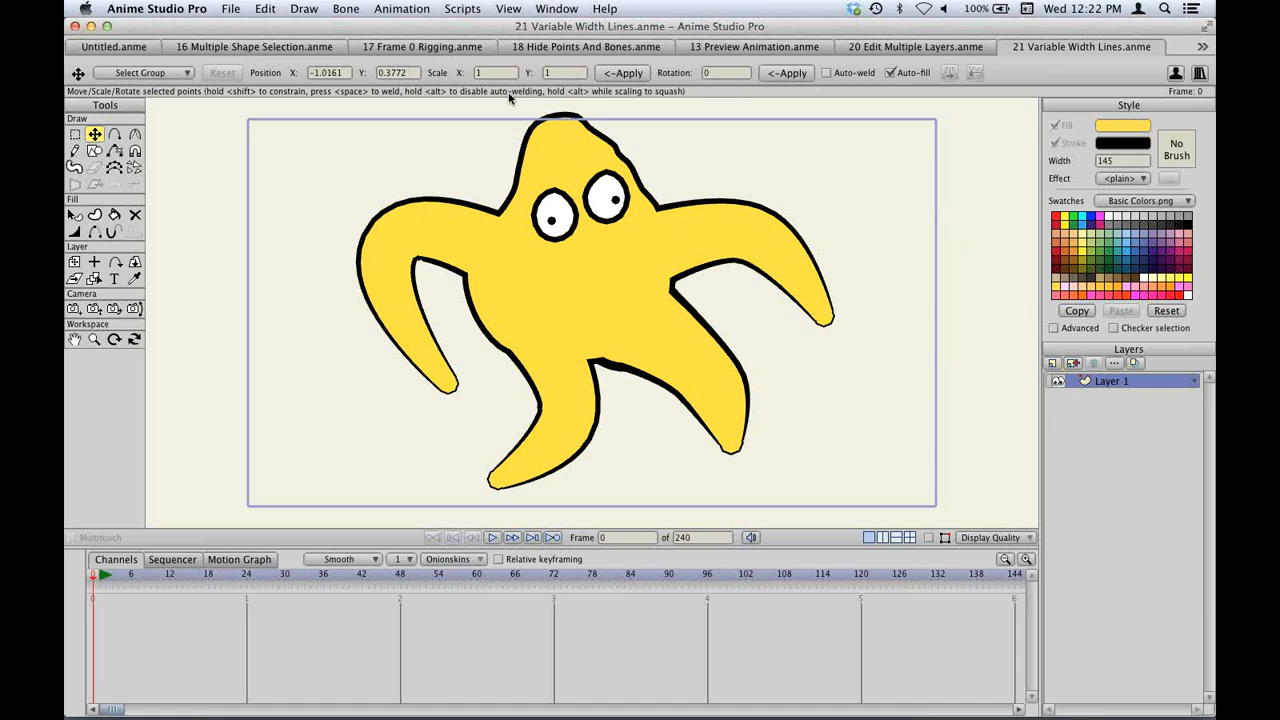 Anime Studio Pro File Edit Draw Bone Animation Scripts View Window Help 100% Wed 12:22 PM
21 Variable Width Lines.anme – Anime Studio Pro
Untitled.anme 16 Multiple Shape Selection.anme 17 Frame 0 Rigging.anme 18 Hide Points And Bones.anme 13 Preview Animation.anme 20 Edit Multiple Layers.anme 21 Variable Width Lines.anme
Select Group Reset Position X: -1.0161 Y: 0.3772 Scale X: 1 Y: 1 <-Apply Rotation: 0 <-Apply Auto-weld Auto-fill
Move/Scale/Rotate selected points (hold <shift> to constrain, press <space> to weld, hold <alt> to disable auto-welding, hold <alt> while scaling to squash) Frame: 0
Tools
Draw
Fill
Layer
Camera
Workspace
Style
Fill
Stroke
Width 145
No Brush
Effect <plain> ...
Swatches Basic Colors.png
Copy Paste Reset
Advanced Checker selection
Layers
Layer 1
Multitouch Frame 0 of 240 Display Quality
Channels Sequencer Motion Graph Smooth 1 Onionskins Relative keyframing
0 6 12 18 24 30 36 42 48 54 60 66 72 78 84 90 96 102 108 114 120 126 132 138 144
0 1 2 3 4 5 6